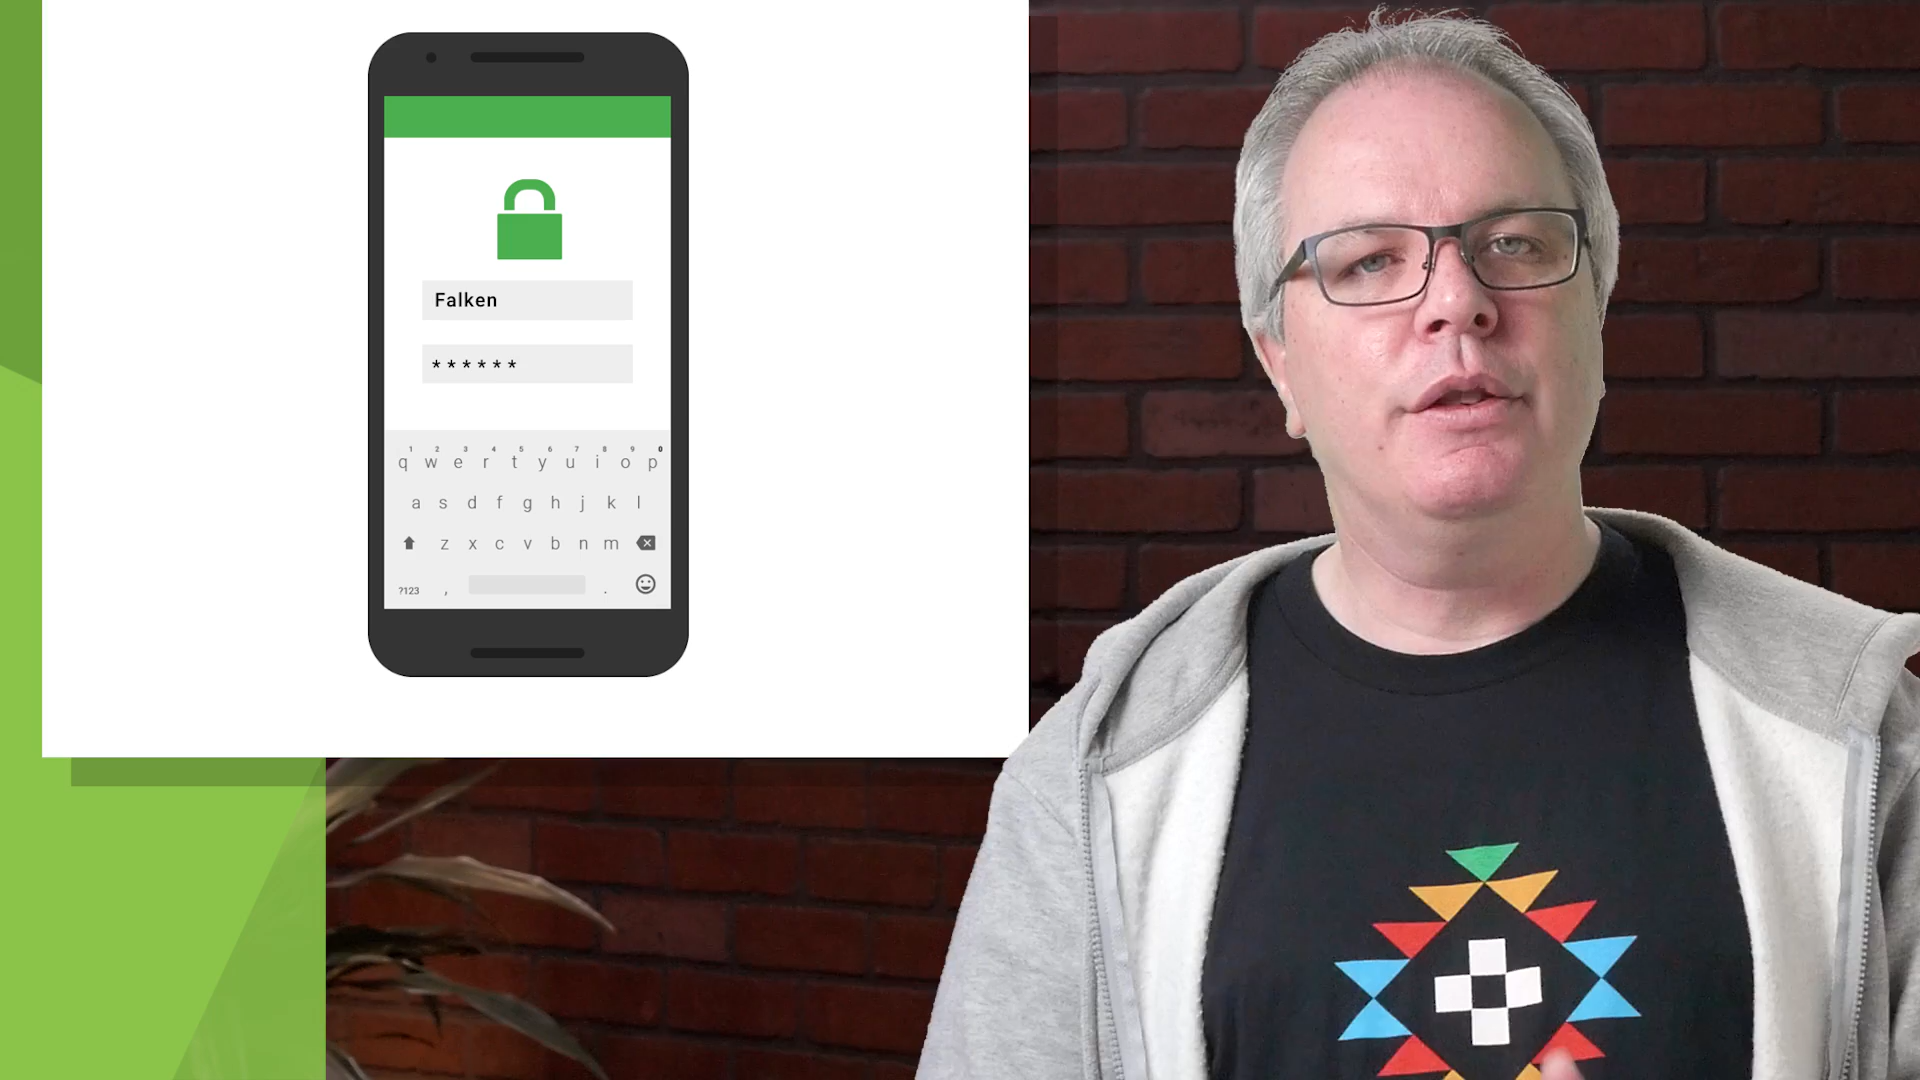 Falken
******
1 2 3 4 5 6 7 8 9 0
q w e r t y u i o p
a s d f g h j k l
z x c v b n m
?123 , .